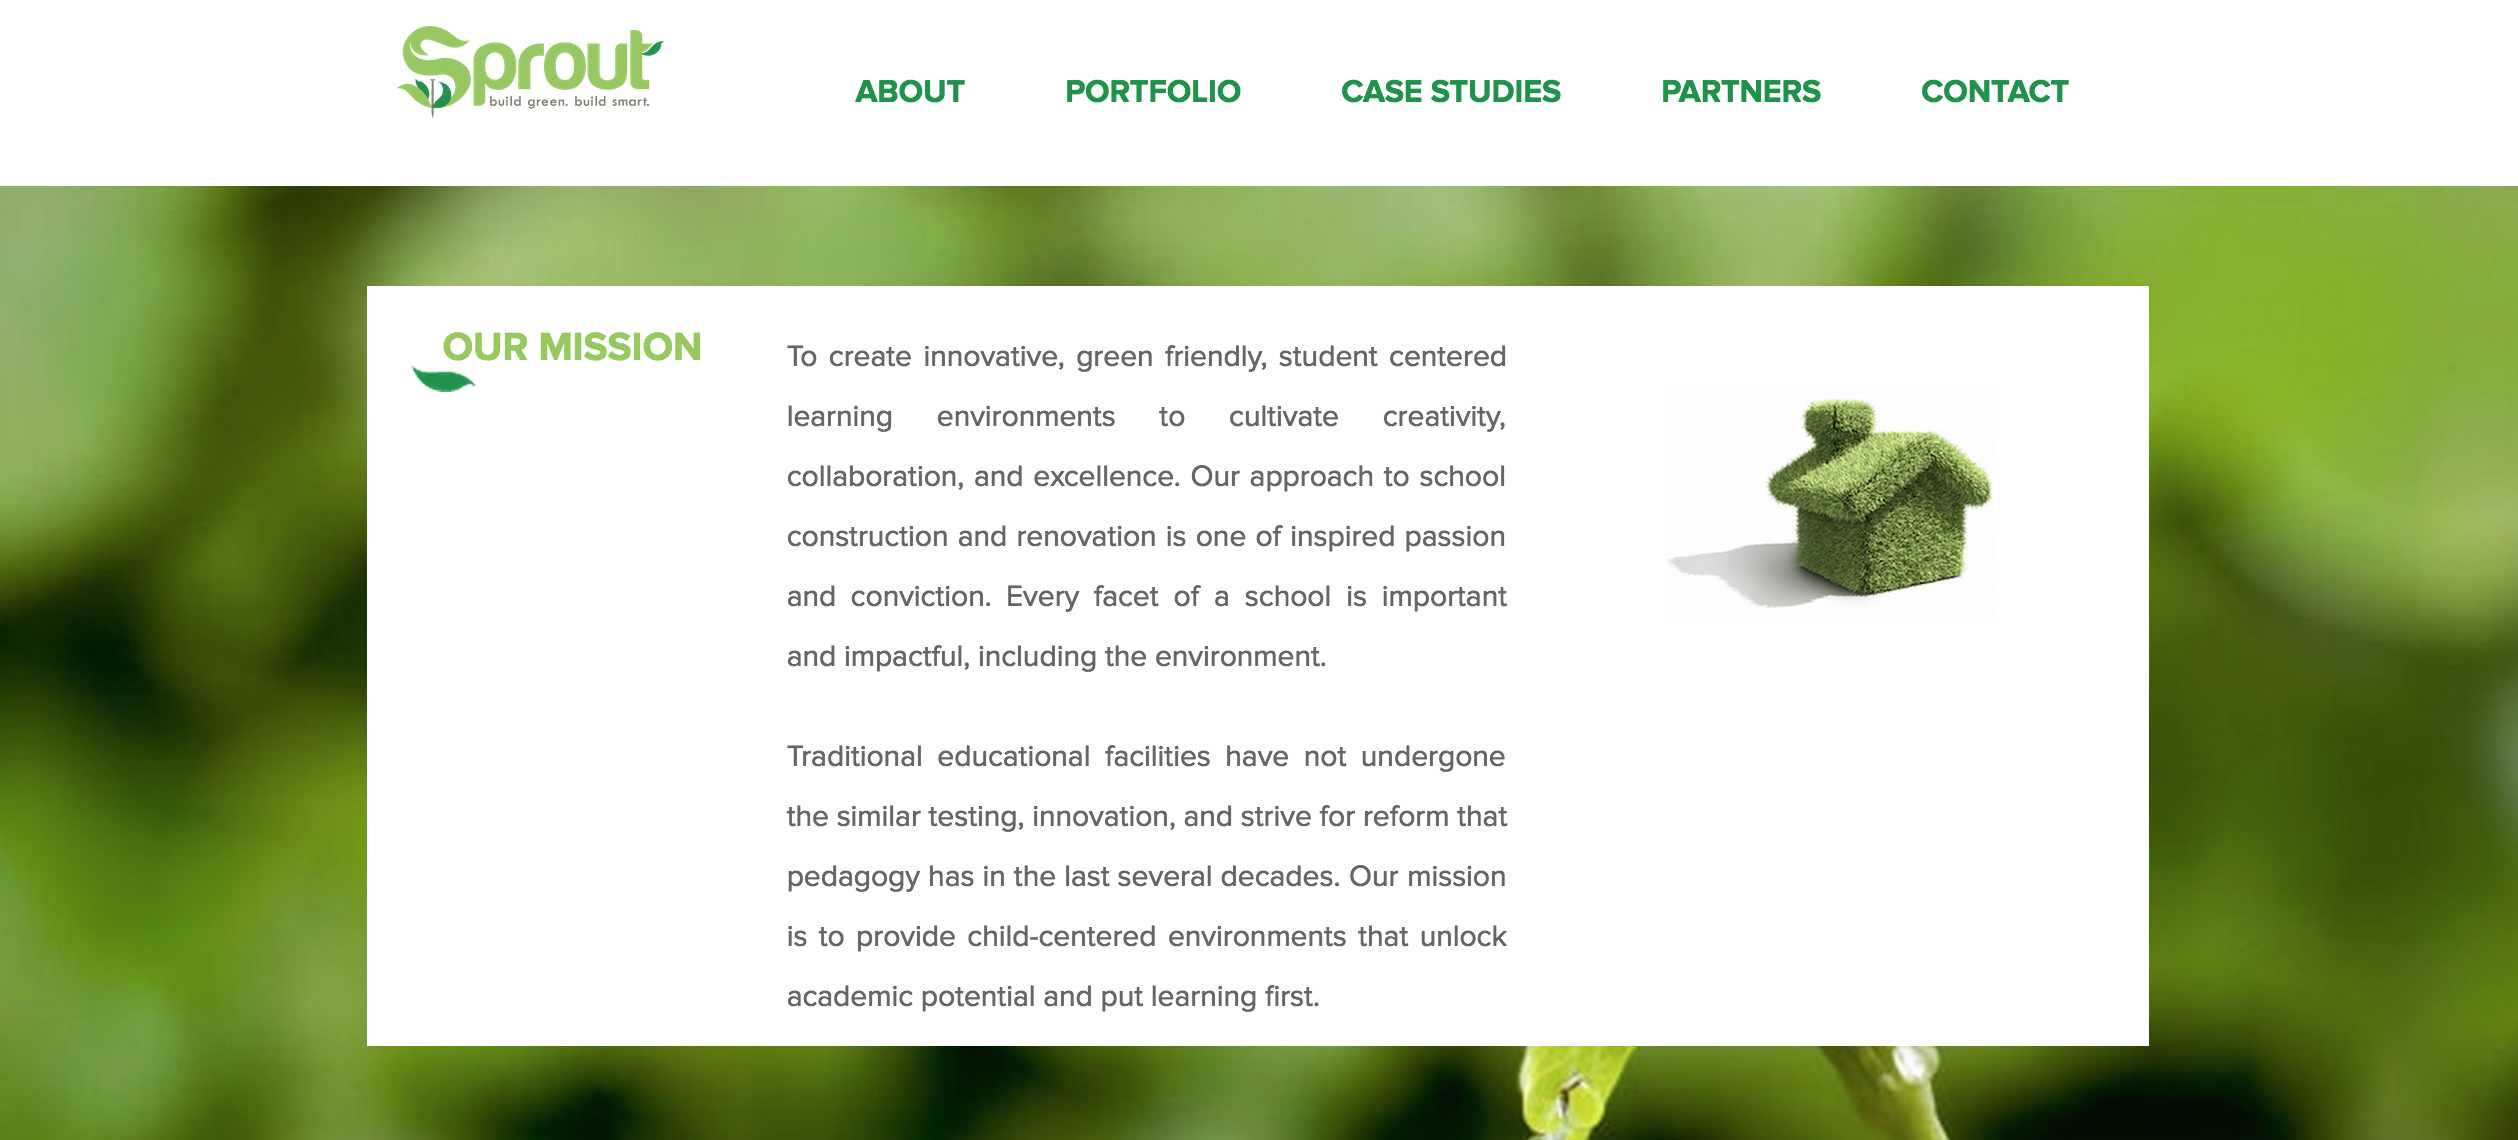 Sprout
build green. build smart.
ABOUT PORTFOLIO CASE STUDIES PARTNERS CONTACT
OUR MISSION
To create innovative, green friendly, student centered
learning environments to cultivate creativity,
collaboration, and excellence. Our approach to school
construction and renovation is one of inspired passion
and conviction. Every facet of a school is important
and impactful, including the environment.
Traditional educational facilities have not undergone
the similar testing, innovation, and strive for reform that
pedagogy has in the last several decades. Our mission
is to provide child-centered environments that unlock
academic potential and put learning first.